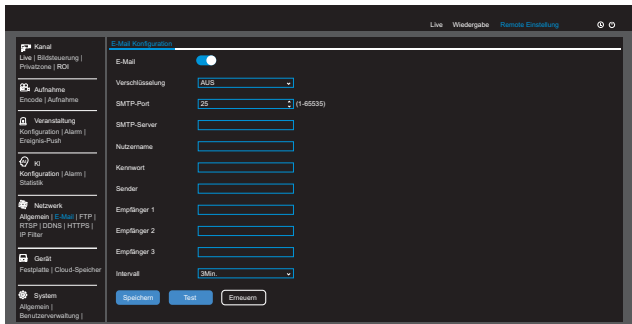 Live Wiedergabe Remote Einstellung
Kanal
Live | Bildsteuerung |
Privatzone | ROI
Aufnahme
Encode | Aufnahme
Veranstaltung
Konfiguration | Alarm |
Ereignis-Push
KI
Konfiguration | Alarm |
Statistik
Netzwerk
Allgemein | E-Mail | FTP |
RTSP | DDNS | HTTPS |
IP Filter
Gerät
Festplatte | Cloud-Speicher
System
Allgemein |
Benutzerverwaltung |
E-Mail Konfiguration
E-Mail
Verschlüsselung AUS
SMTP-Port 25 (1-65535)
SMTP-Server
Nutzername
Kennwort
Sender
Empfänger 1
Empfänger 2
Empfänger 3
Intervall 3Min.
Speichern Test Erneuern